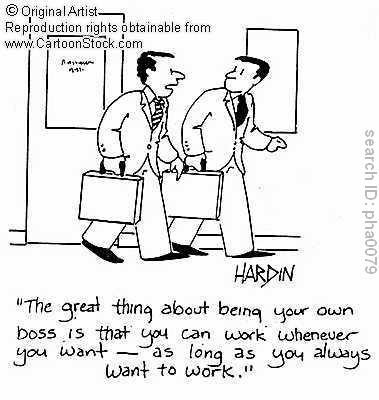 © Original Artist
Reproduction rights obtainable from
www.CartoonStock.com
HARDIN
search ID: pha0079
"The great thing about being your own
boss is that you can work whenever
you want — as long as you always
want to work."